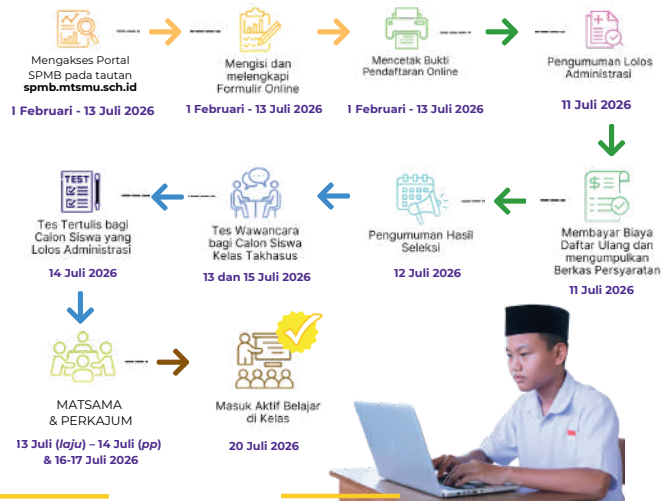 Mengakses Portal
SPMB pada tautan
spmb.mtsmu.sch.id
1 Februari - 13 Juli 2026
Mengisi dan
melengkapi
Formulir Online
1 Februari - 13 Juli 2026
Mencetak Bukti
Pendaftaran Online
1 Februari - 13 Juli 2026
Pengumuman Lolos
Administrasi
11 Juli 2026
Membayar Biaya
Daftar Ulang dan
mengumpulkan
Berkas Persyaratan
11 Juli 2026
Pengumuman Hasil
Seleksi
12 Juli 2026
Tes Wawancara
bagi Calon Siswa
Kelas Takhasus
13 dan 15 Juli 2026
TEST
Tes Tertulis bagi
Calon Siswa yang
Lolos Administrasi
14 Juli 2026
MATSAMA
& PERKAJUM
13 Juli (laju) – 14 Juli (pp)
& 16-17 Juli 2026
Masuk Aktif Belajar
di Kelas
20 Juli 2026